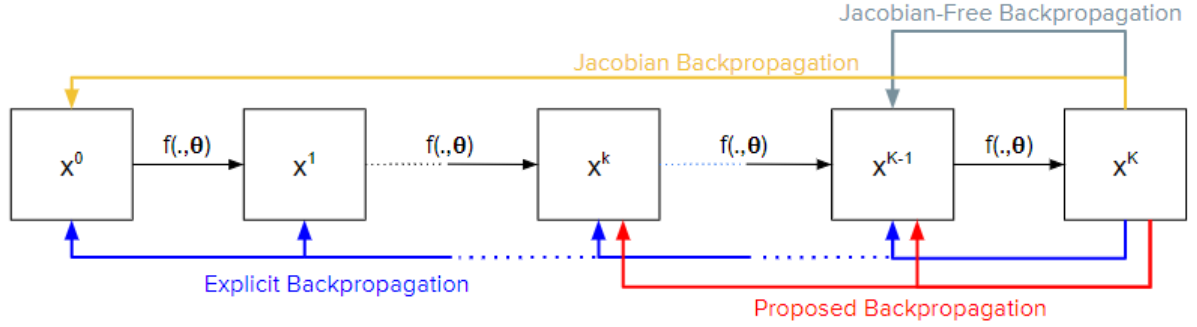 Jacobian-Free Backpropagation
Jacobian Backpropagation
f(.,θ) f(.,θ) f(.,θ) f(.,θ)
x⁰ x¹ xᵏ xᴷ⁻¹ xᴷ
Explicit Backpropagation
Proposed Backpropagation